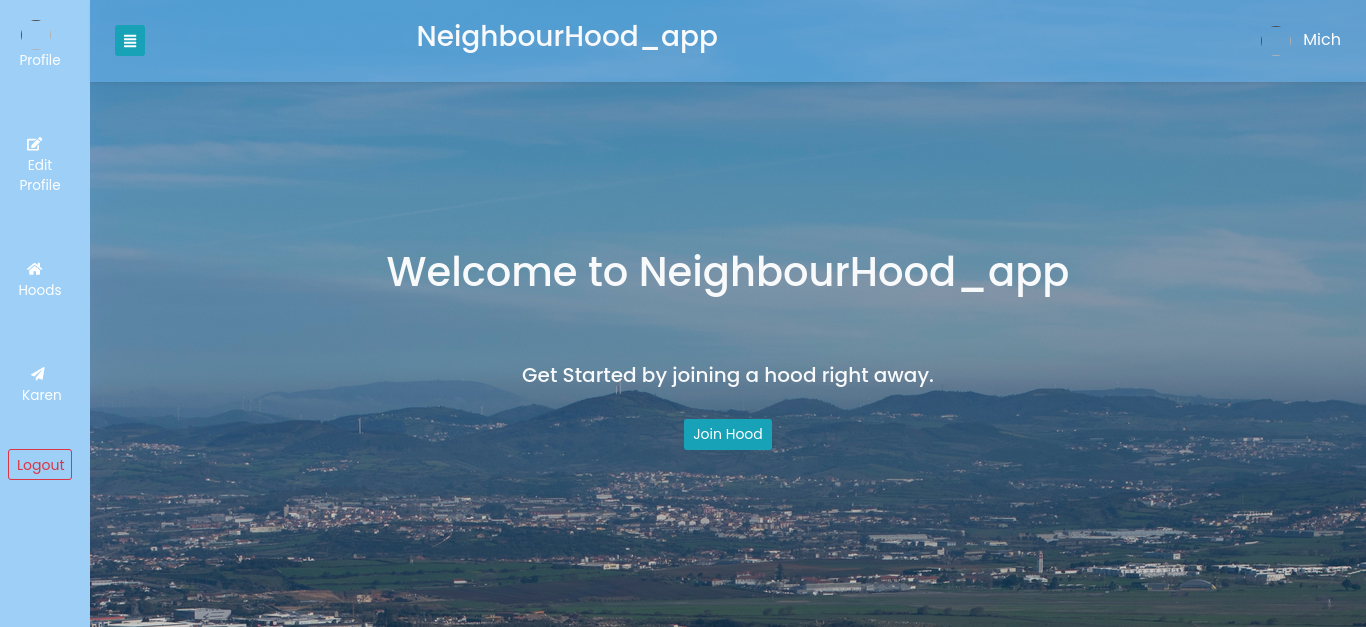 Profile
Edit
Profile
Hoods
Karen
Logout
NeighbourHood_app
Mich
Welcome to NeighbourHood_app
Get Started by joining a hood right away.
Join Hood